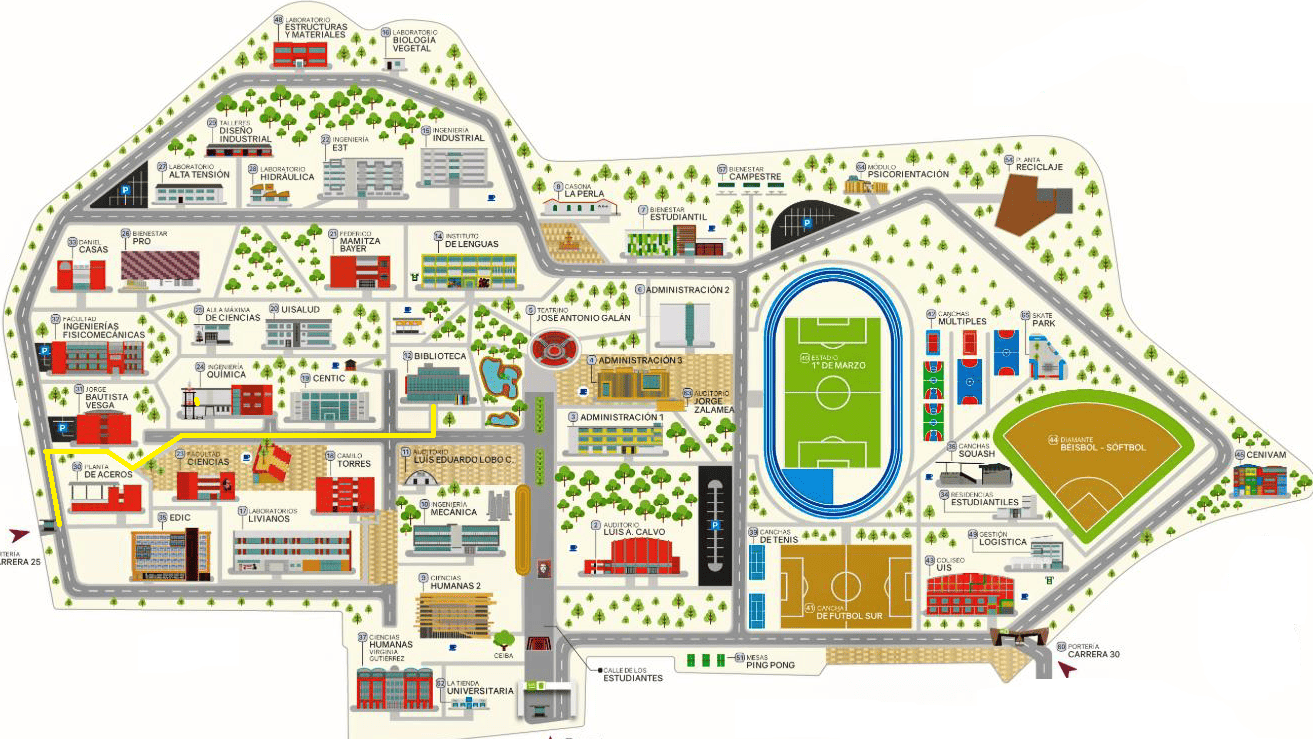 48 LABORATORIO
ESTRUCTURAS
Y MATERIALES
16 LABORATORIO
BIOLOGÍA
VEGETAL
29 TALLERES
DISEÑO
INDUSTRIAL
22 INGENIERÍA
E3T
15 INGENIERÍA
INDUSTRIAL
27 LABORATORIO
ALTA TENSIÓN
28 LABORATORIO
HIDRÁULICA
P
8 CASONA
LA PERLA
7 BIENESTAR
ESTUDIANTIL
57 BIENESTAR
CAMPESTRE
64 MÓDULO
PSICORIENTACIÓN
54 PLANTA
RECICLAJE
P
33 DANIEL
CASAS
26 BIENESTAR
PRO
21 FEDERICO
MAMITZA
BAYER
14 INSTITUTO
DE LENGUAS
6 ADMINISTRACIÓN 2
32 FACULTAD
INGENIERÍAS
FISICOMECÁNICAS
P
25 AULA MÁXIMA
DE CIENCIAS
20 UISALUD
5 TEATRINO
JOSE ANTONIO GALÁN
62 CANCHAS
MÚLTIPLES
65 SKATE
PARK
24 INGENIERÍA
QUÍMICA
19 CENTIC
12 BIBLIOTECA
4 ADMINISTRACIÓN 3
40 ESTADIO
1° DE MARZO
31 JORGE
BAUTISTA
VESGA
P
63 AUDITORIO
JORGE
ZALAMEA
3 ADMINISTRACIÓN 1
44 DIAMANTE
BÉISBOL - SÓFTBOL
30 PLANTA
DE ACEROS
23 FACULTAD
CIENCIAS
18 CAMILO
TORRES
11 AUDITORIO
LUIS EDUARDO LOBO C.
CANCHAS
SQUASH
45 CENIVAM
34 RESIDENCIAS
ESTUDIANTILES
35 EDIC
17 LABORATORIOS
LIVIANOS
10 INGENIERÍA
MECÁNICA
2 AUDITORIO
LUIS A. CALVO
P
39 CANCHAS
DE TENIS
49 GESTIÓN
LOGÍSTICA
RTERÍA
ARRERA 25
43 COLISEO
UIS
9 CIENCIAS
HUMANAS 2
41 CANCHA
DE FÚTBOL SUR
37 CIENCIAS
HUMANAS
VIRGINIA
GUTIÉRREZ
CEIBA
51 MESAS
PING PONG
60 PORTERÍA
CARRERA 30
CALLE DE LOS
ESTUDIANTES
52 LA TIENDA
UNIVERSITARIA